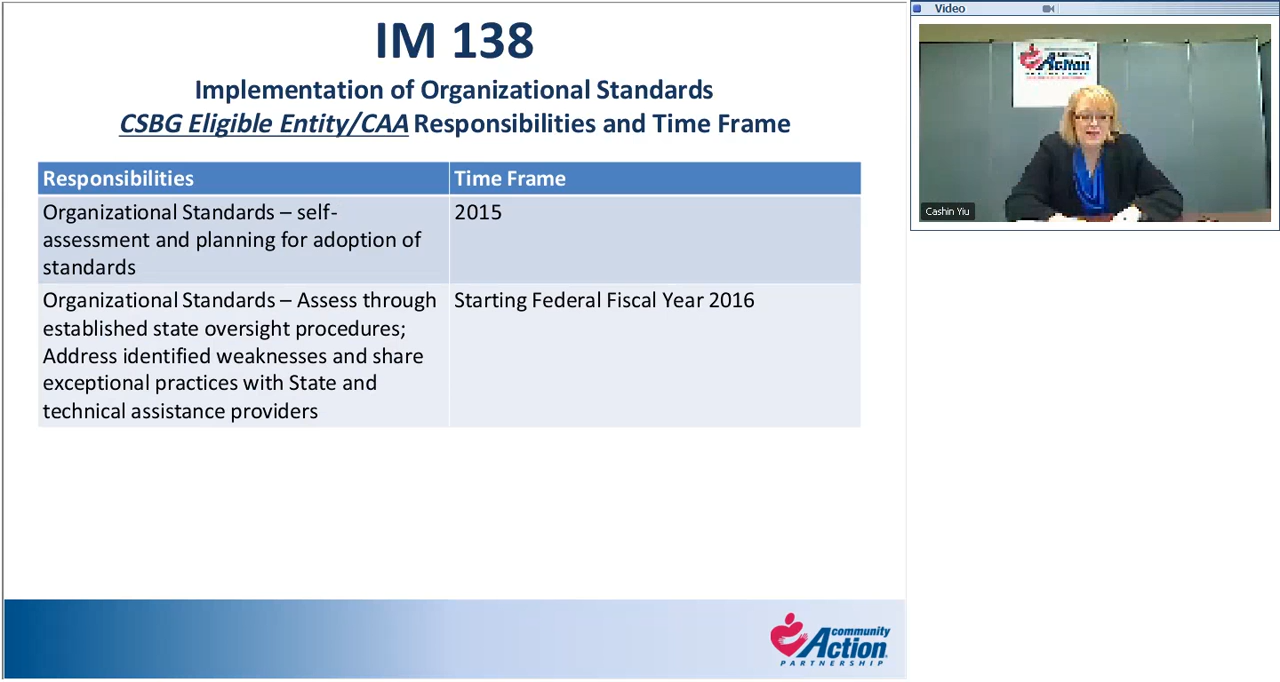 IM 138
Implementation of Organizational Standards
CSBG Eligible Entity/CAA Responsibilities and Time Frame
Responsibilities
Time Frame
Organizational Standards – self-
assessment and planning for adoption of
standards
2015
Organizational Standards – Assess through
established state oversight procedures;
Address identified weaknesses and share
exceptional practices with State and
technical assistance providers
Starting Federal Fiscal Year 2016
community
Action
PARTNERSHIP
Video
Action
Cashin Yiu